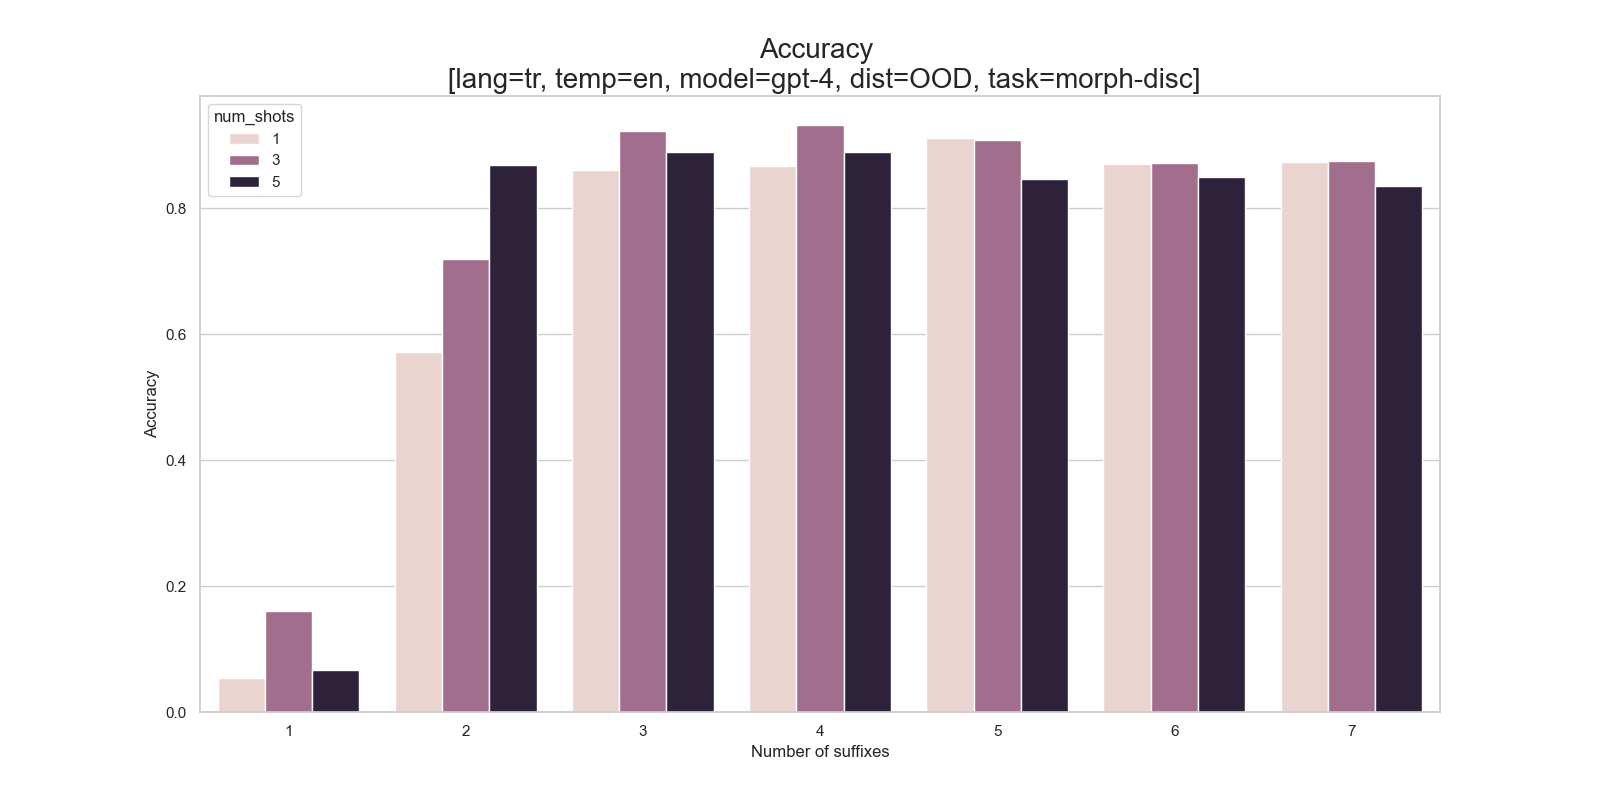 Accuracy
[lang=tr, temp=en, model=gpt-4, dist=OOD, task=morph-disc]
num_shots
1
3
5
Accuracy
0.8
0.6
0.4
0.2
0.0
1 2 3 4 5 6 7
Number of suffixes